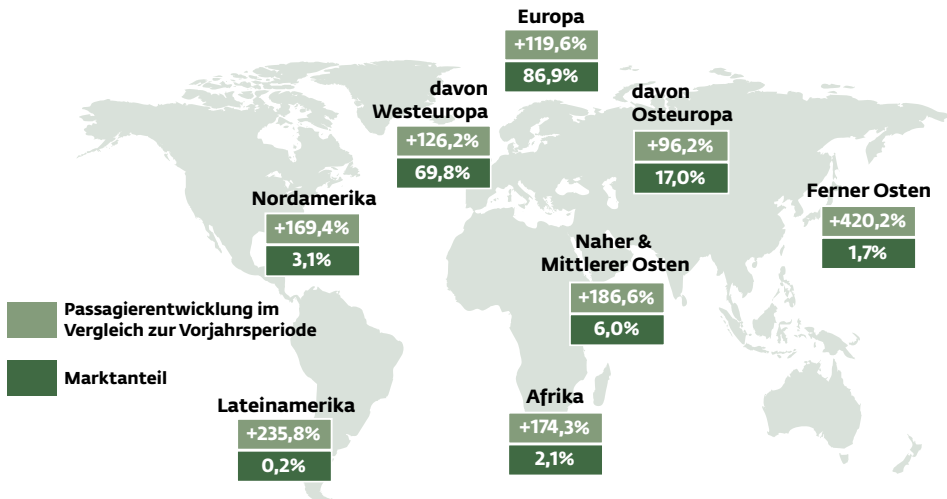 Europa
+119,6%
86,9%
davon
Westeuropa
+126,2%
69,8%
davon
Osteuropa
+96,2%
17,0%
Nordamerika
+169,4%
3,1%
Ferner Osten
+420,2%
1,7%
Naher &
Mittlerer Osten
+186,6%
6,0%
Passagierentwicklung im
Vergleich zur Vorjahrsperiode
Marktanteil
Lateinamerika
+235,8%
0,2%
Afrika
+174,3%
2,1%